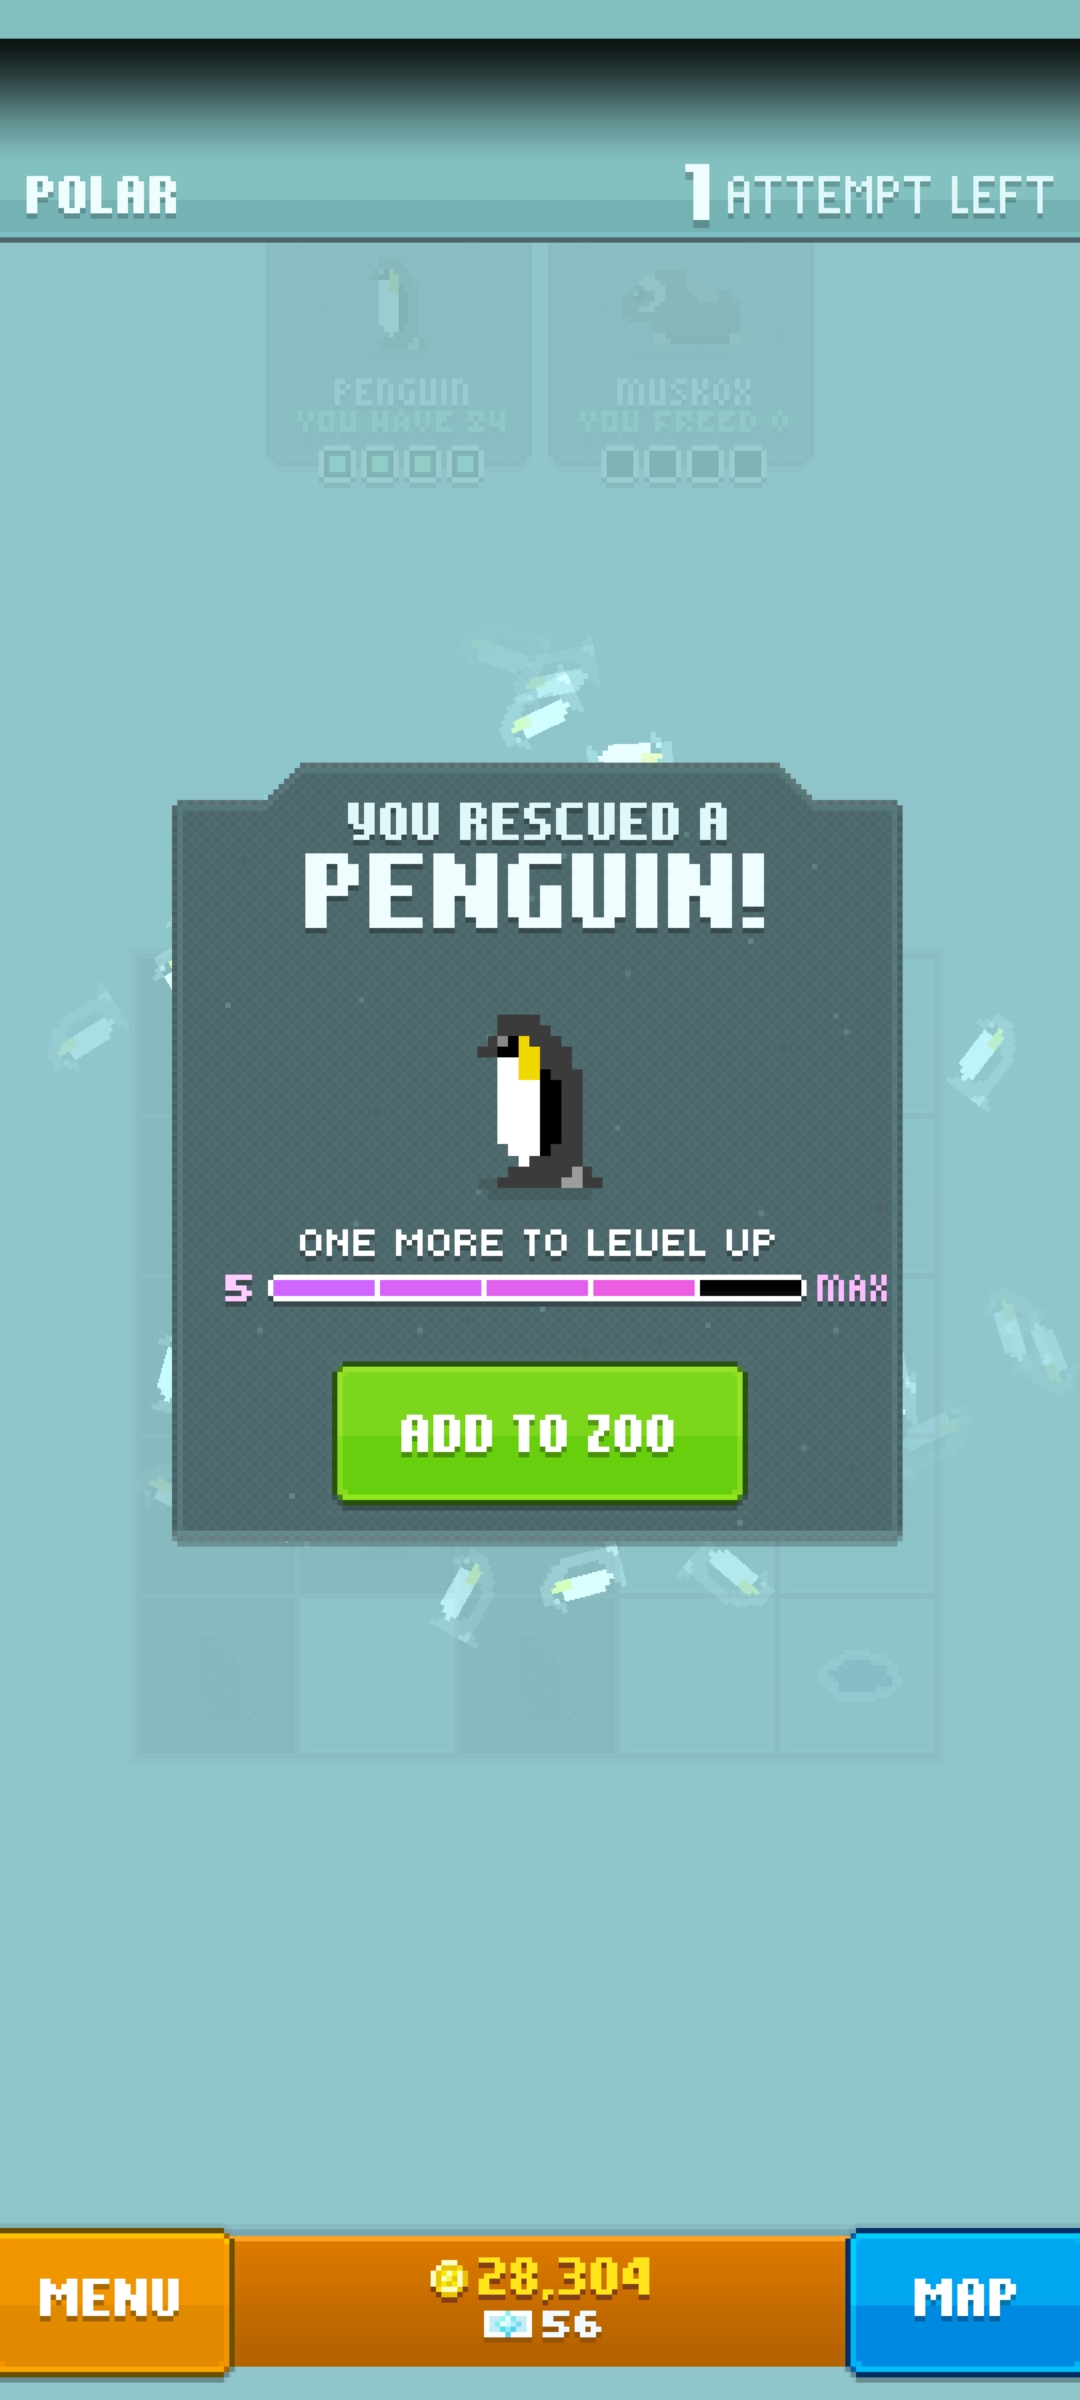 POLAR
1 ATTEMPT LEFT
PENGUIN
YOU HAVE 24
MUSKOX
YOU FREED 0
YOU RESCUED A
PENGUIN!
ONE MORE TO LEVEL UP
5
MAX
ADD TO ZOO
MENU
28,304
56
MAP